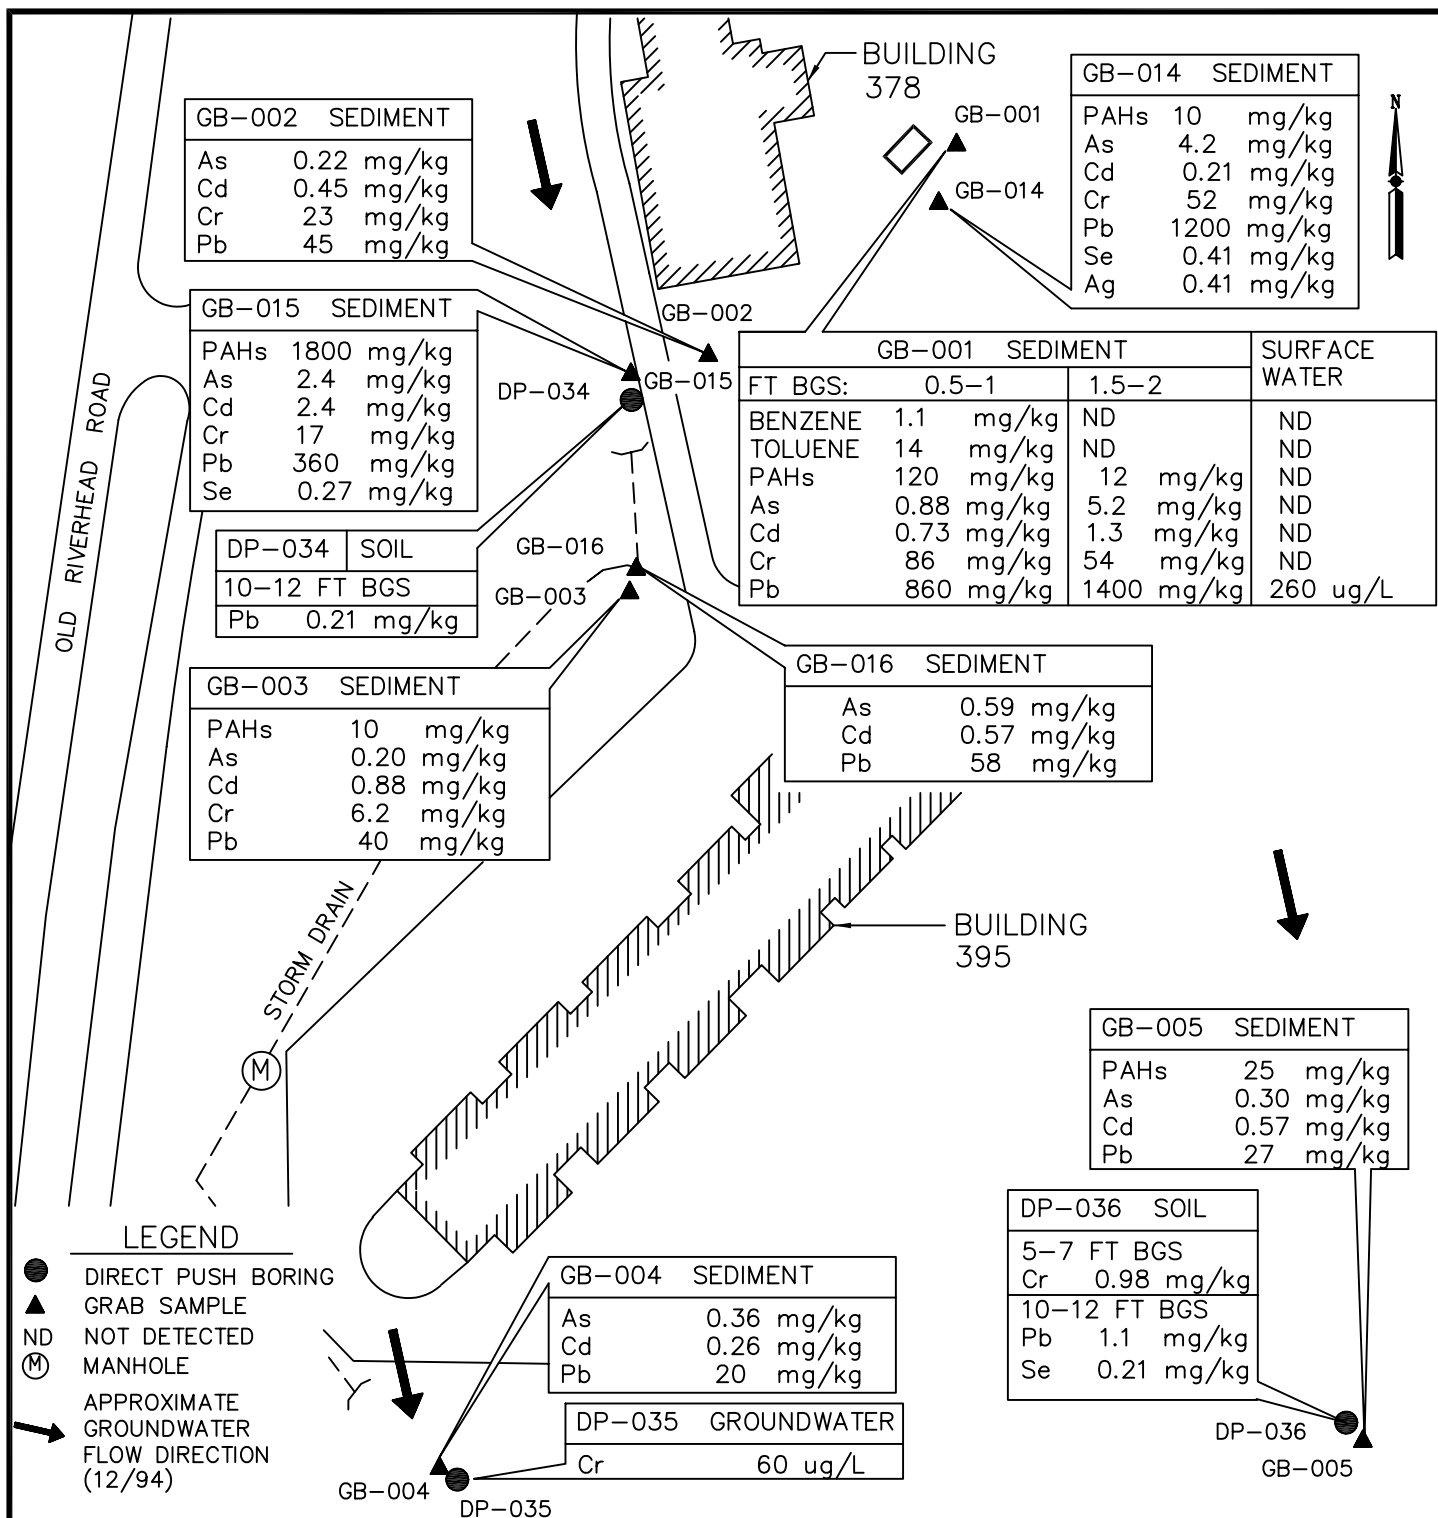 BUILDING
378
GB-001
GB-014
N
GB-014 SEDIMENT
PAHs 10 mg/kg
As 4.2 mg/kg
Cd 0.21 mg/kg
Cr 52 mg/kg
Pb 1200 mg/kg
Se 0.41 mg/kg
Ag 0.41 mg/kg
GB-002 SEDIMENT
As 0.22 mg/kg
Cd 0.45 mg/kg
Cr 23 mg/kg
Pb 45 mg/kg
GB-015 SEDIMENT
PAHs 1800 mg/kg
As 2.4 mg/kg
Cd 2.4 mg/kg
Cr 17 mg/kg
Pb 360 mg/kg
Se 0.27 mg/kg
GB-002
GB-015
DP-034
GB-001 SEDIMENT SURFACE WATER
FT BGS: 0.5-1 1.5-2
BENZENE 1.1 mg/kg ND ND
TOLUENE 14 mg/kg ND ND
PAHs 120 mg/kg 12 mg/kg ND
As 0.88 mg/kg 5.2 mg/kg ND
Cd 0.73 mg/kg 1.3 mg/kg ND
Cr 86 mg/kg 54 mg/kg ND
Pb 860 mg/kg 1400 mg/kg 260 ug/L
OLD RIVERHEAD ROAD
DP-034 SOIL
10-12 FT BGS
Pb 0.21 mg/kg
GB-016
GB-003
GB-016 SEDIMENT
As 0.59 mg/kg
Cd 0.57 mg/kg
Pb 58 mg/kg
GB-003 SEDIMENT
PAHs 10 mg/kg
As 0.20 mg/kg
Cd 0.88 mg/kg
Cr 6.2 mg/kg
Pb 40 mg/kg
STORM DRAIN
M
BUILDING
395
GB-005 SEDIMENT
PAHs 25 mg/kg
As 0.30 mg/kg
Cd 0.57 mg/kg
Pb 27 mg/kg
DP-036 SOIL
5-7 FT BGS
Cr 0.98 mg/kg
10-12 FT BGS
Pb 1.1 mg/kg
Se 0.21 mg/kg
DP-036
GB-005
LEGEND
DIRECT PUSH BORING
GRAB SAMPLE
ND NOT DETECTED
M MANHOLE
APPROXIMATE
GROUNDWATER
FLOW DIRECTION
(12/94)
GB-004 SEDIMENT
As 0.36 mg/kg
Cd 0.26 mg/kg
Pb 20 mg/kg
DP-035 GROUNDWATER
Cr 60 ug/L
GB-004
DP-035